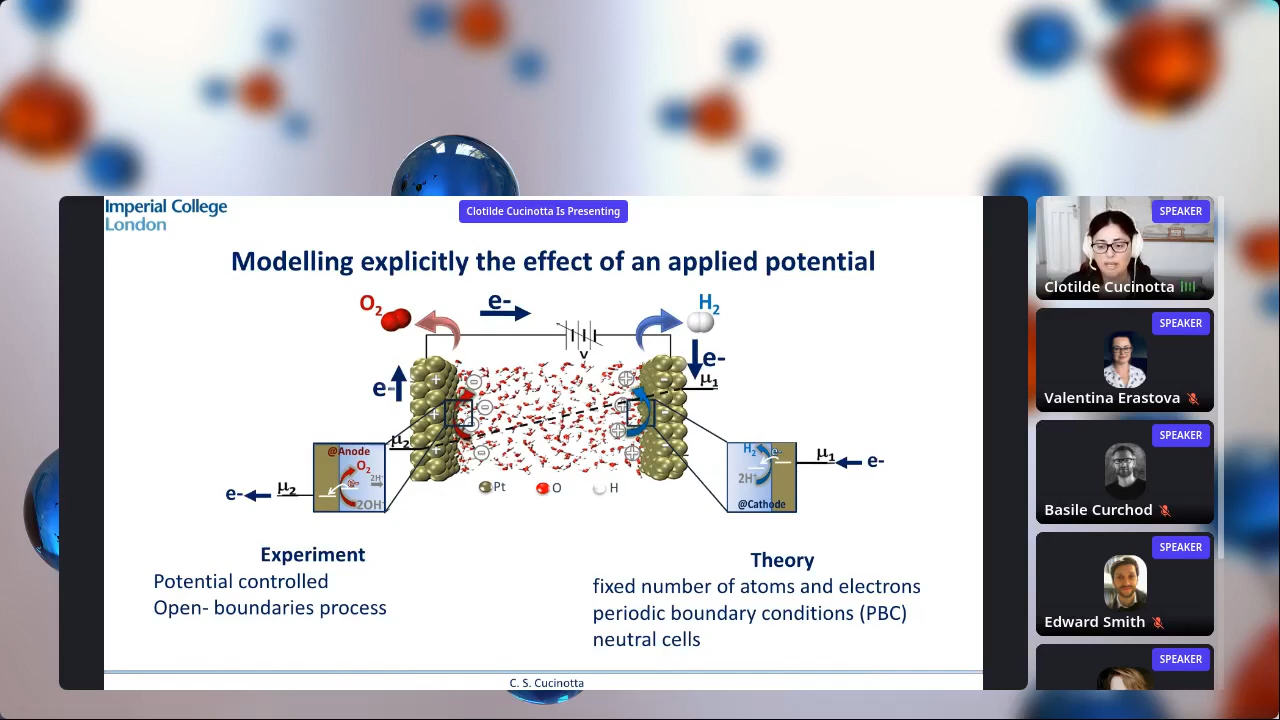 Imperial College
London
Clotilde Cucinotta Is Presenting
Modelling explicitly the effect of an applied potential
O2
e-
H2
V
e-
e-
μ1
μ2
@Anode
O2
2H+
2OH-
e-
μ2
Pt
O
H
H2
e-
2H+
@Cathode
μ1
e-
Experiment
Potential controlled
Open- boundaries process
Theory
fixed number of atoms and electrons
periodic boundary conditions (PBC)
neutral cells
C. S. Cucinotta
SPEAKER
Clotilde Cucinotta
SPEAKER
Valentina Erastova
SPEAKER
Basile Curchod
SPEAKER
Edward Smith
SPEAKER